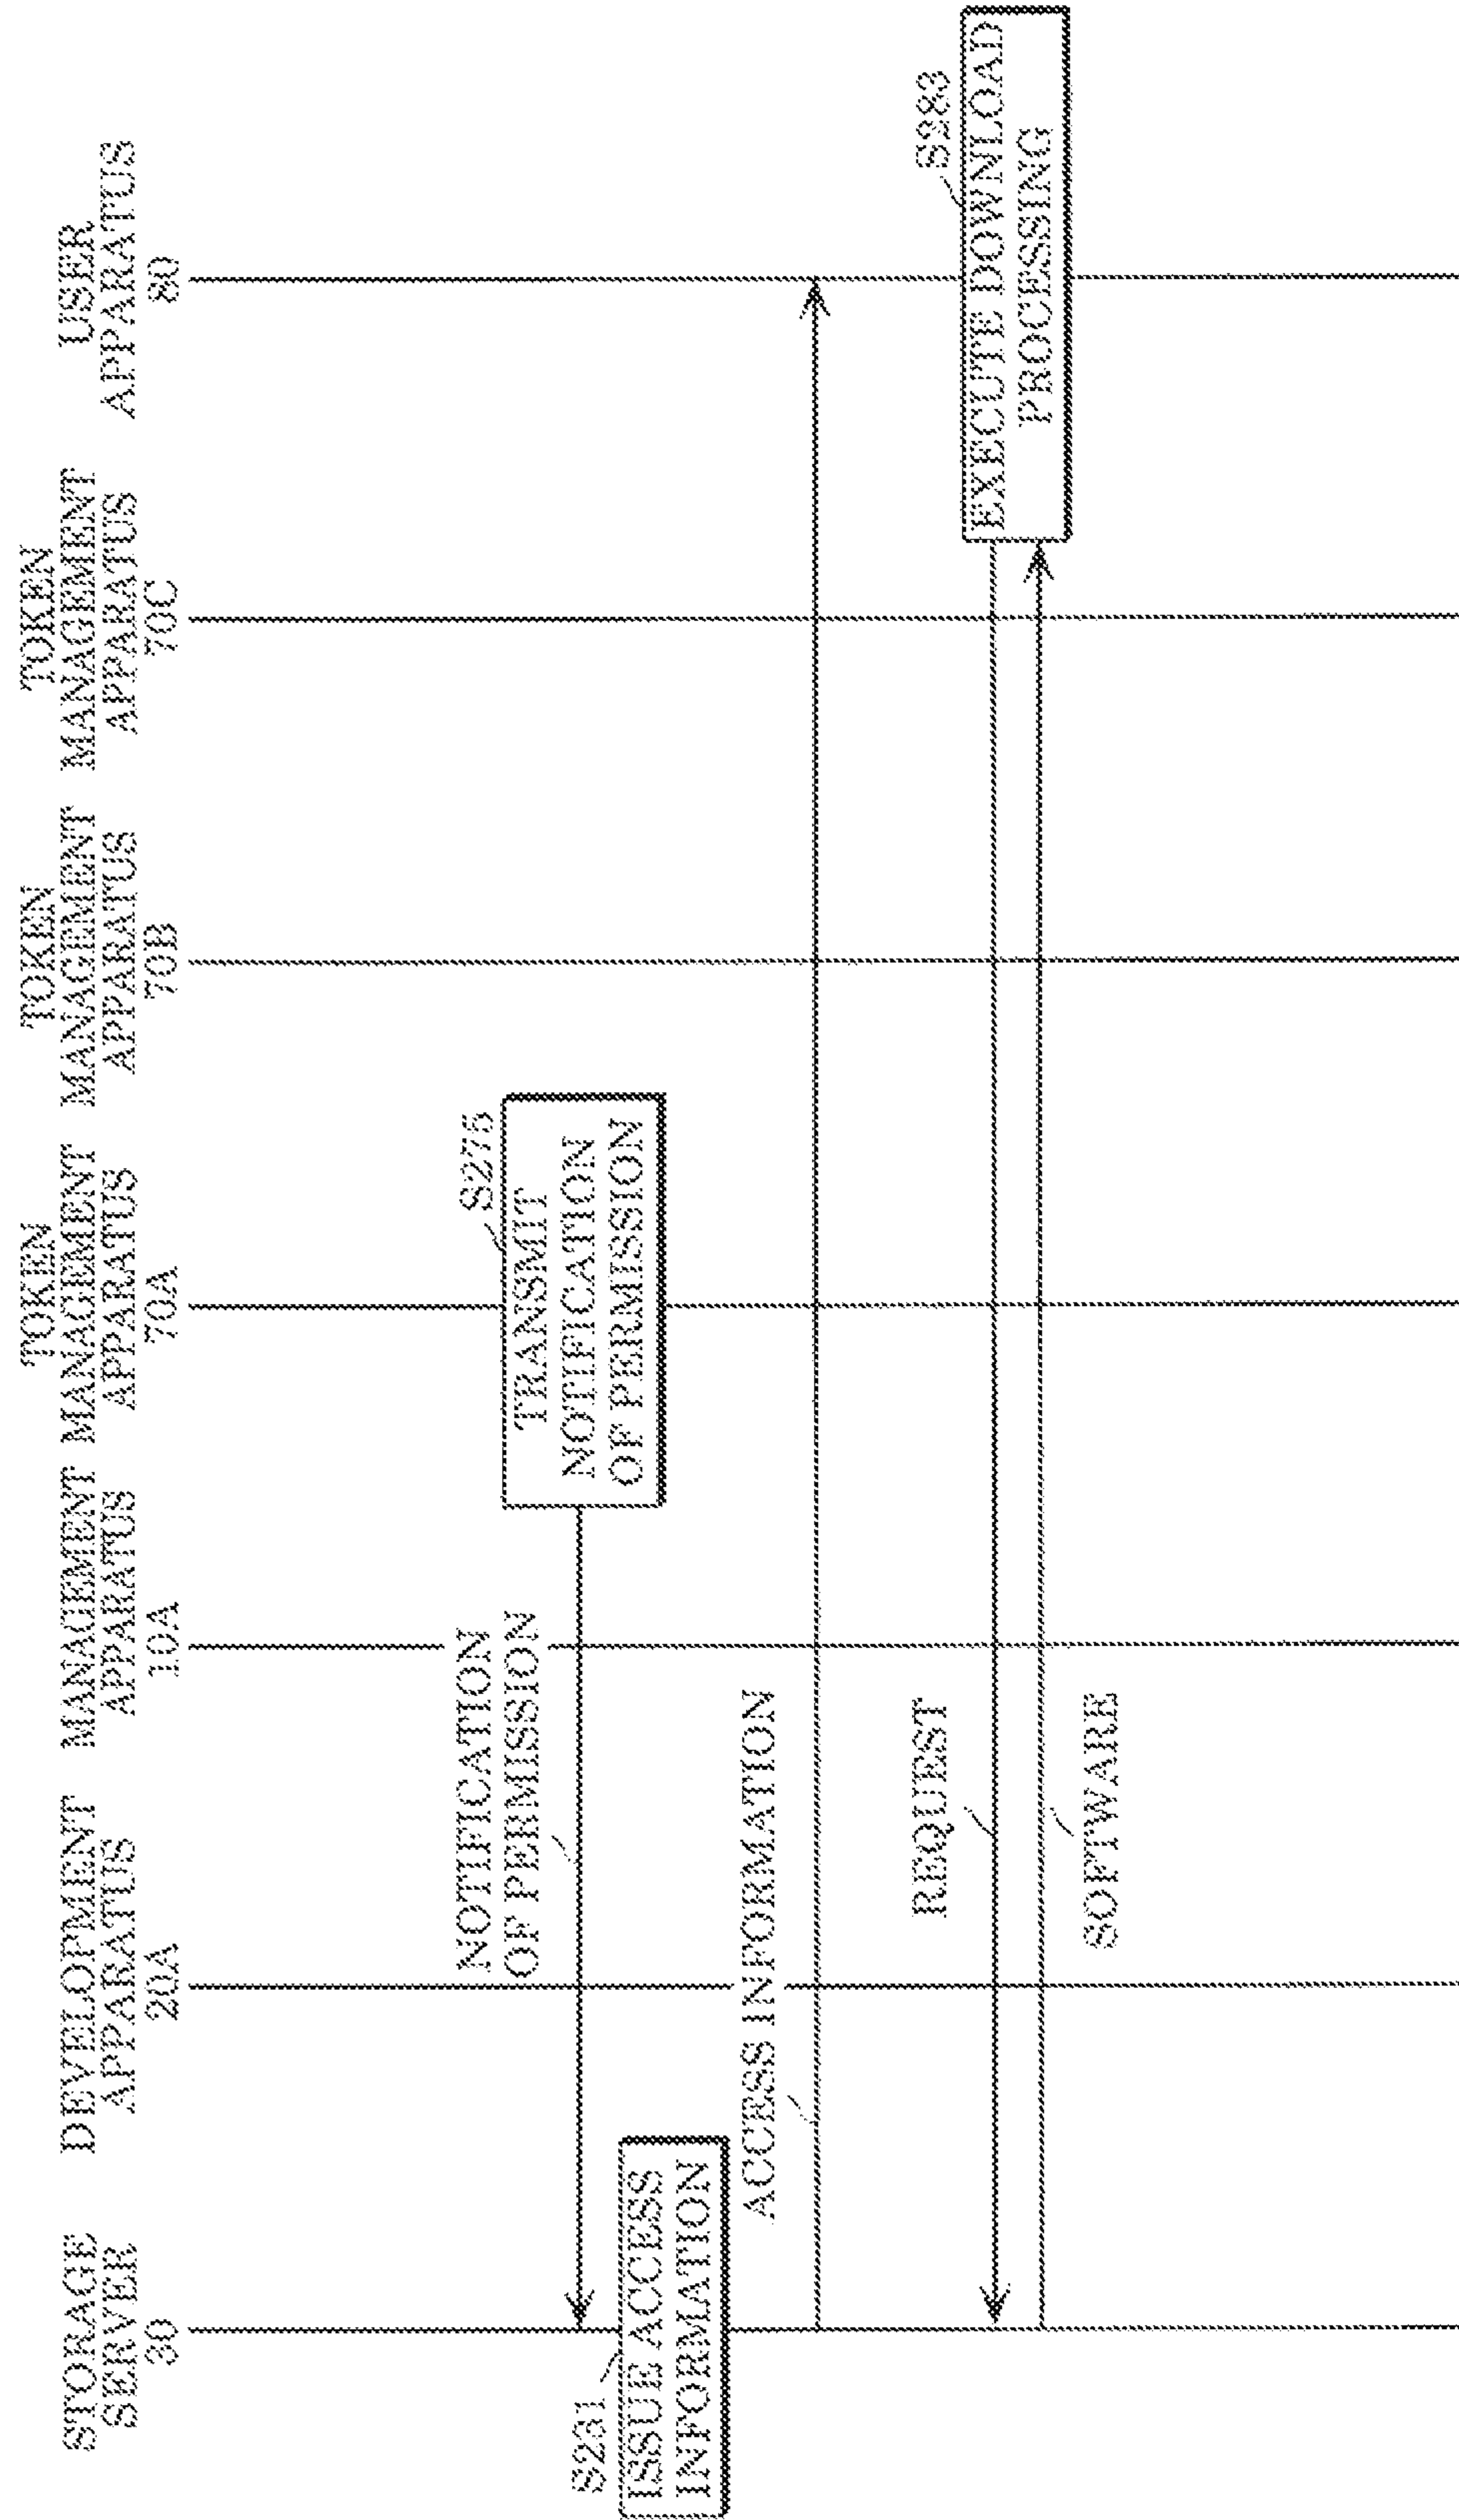 STORAGE
SERVER
30
DEVELOPMENT
APPARATUS
20A
MANAGEMENT
APPARATUS
10A
TOKEN
MANAGEMENT
APPARATUS
70A
TOKEN
MANAGEMENT
APPARATUS
70B
TOKEN
MANAGEMENT
APPARATUS
70C
USER
APPARATUS
80
NOTIFICATION
OF PERMISSION
S275
TRANSMIT
NOTIFICATION
OF PERMISSION
S231
ISSUE ACCESS
INFORMATION
ACCESS INFORMATION
REQUEST
S283
EXECUTE DOWNLOAD
PROCESSING
SOFTWARE